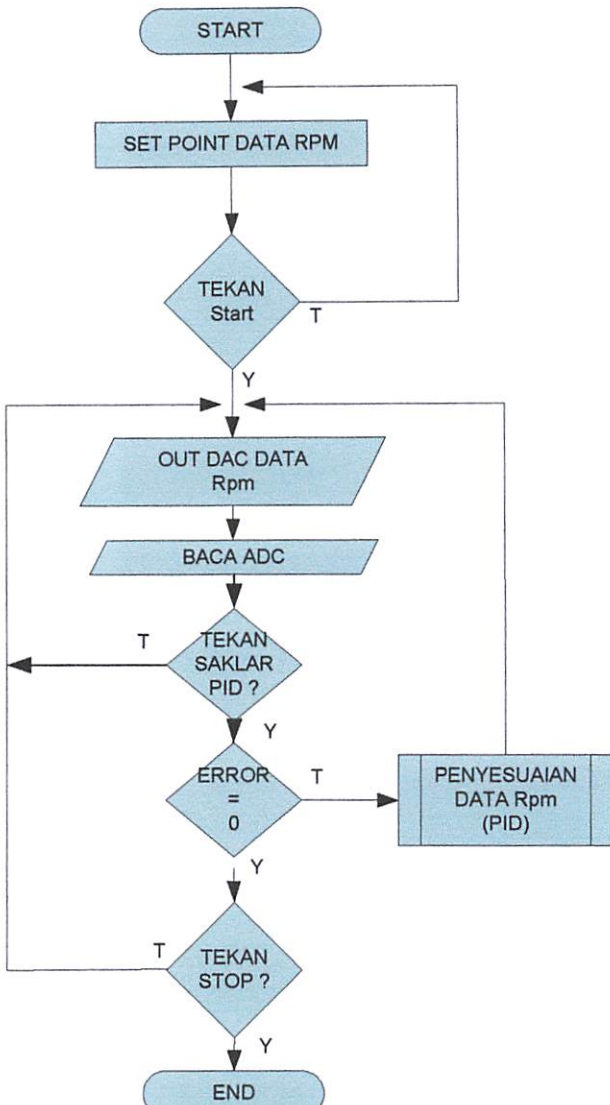 START
SET POINT DATA RPM
TEKAN
Start
T
Y
OUT DAC DATA
Rpm
BACA ADC
T
TEKAN
SAKLAR
PID ?
Y
ERROR
=
0
T
PENYESUAIAN
DATA Rpm
(PID)
Y
T
TEKAN
STOP ?
Y
END